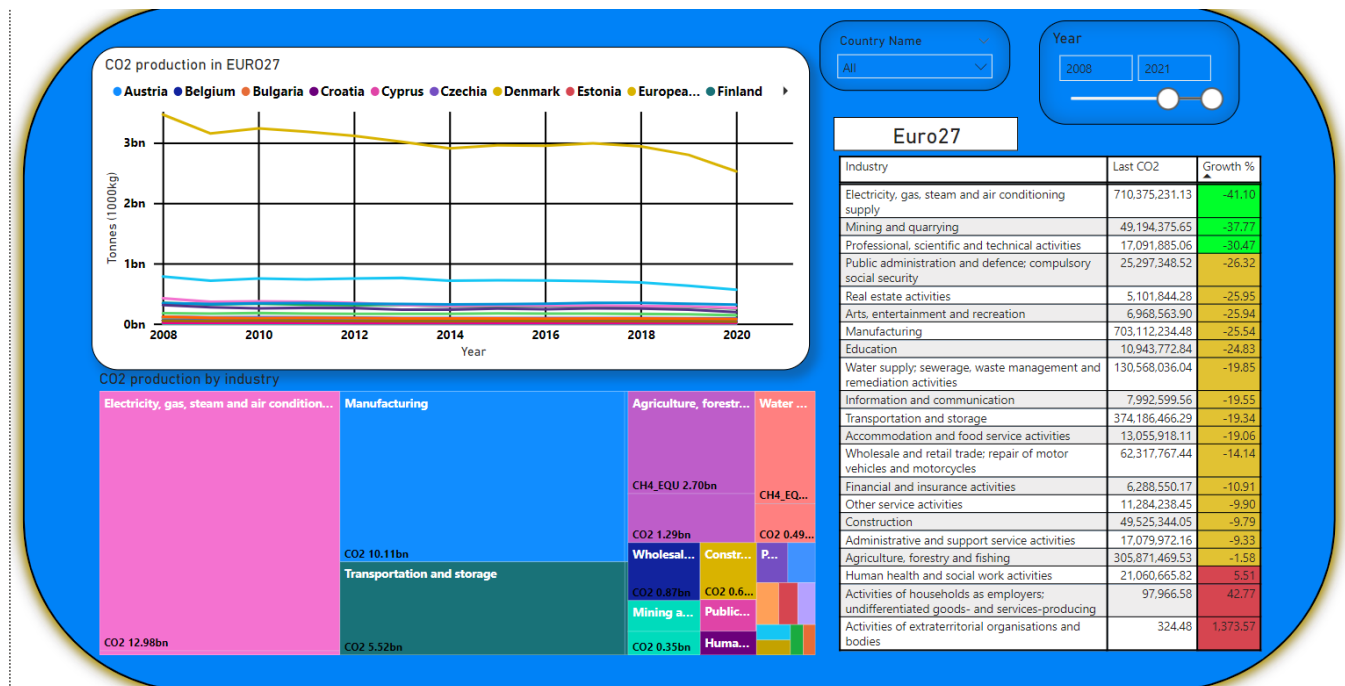 CO2 production in EURO27
Austria Belgium Bulgaria Croatia Cyprus Czechia Denmark Estonia Europea... Finland
3bn
2bn
1bn
0bn
Tonnes (1000kg)
2008 2010 2012 2014 2016 2018 2020
Year
Country Name
All
Year
2008 2021
Euro27
Industry Last CO2 Growth %
Electricity, gas, steam and air conditioning 710,375,231.13 -41.10
supply
Mining and quarrying 49,194,375.65 -37.77
Professional, scientific and technical activities 17,091,885.06 -30.47
Public administration and defence; compulsory 25,297,348.52 -26.32
social security
Real estate activities 5,101,844.28 -25.95
Arts, entertainment and recreation 6,968,563.90 -25.94
Manufacturing 703,112,234.48 -25.54
Education 10,943,772.84 -24.83
Water supply; sewerage, waste management and 130,568,036.04 -19.85
remediation activities
Information and communication 7,992,599.56 -19.55
Transportation and storage 374,186,466.29 -19.34
Accommodation and food service activities 13,055,918.11 -19.06
Wholesale and retail trade; repair of motor 62,317,767.44 -14.14
vehicles and motorcycles
Financial and insurance activities 6,288,550.17 -10.91
Other service activities 11,284,238.45 -9.90
Construction 49,525,344.05 -9.79
Administrative and support service activities 17,079,972.16 -9.33
Agriculture, forestry and fishing 305,871,469.53 -1.58
Human health and social work activities 21,060,665.82 5.51
Activities of households as employers; 97,966.58 42.77
undifferentiated goods- and services-producing
Activities of extraterritorial organisations and 324.48 1,373.57
bodies
CO2 production by industry
Electricity, gas, steam and air condition... Manufacturing Agriculture, forestr... Water ...
CH4_EQU 2.70bn CH4_EQ...
CO2 10.11bn CO2 1.29bn CO2 0.49...
Transportation and storage Wholesal... Constr... P...
CO2 0.87bn CO2 0.6...
Mining a... Public...
CO2 12.98bn CO2 5.52bn CO2 0.35bn Huma...